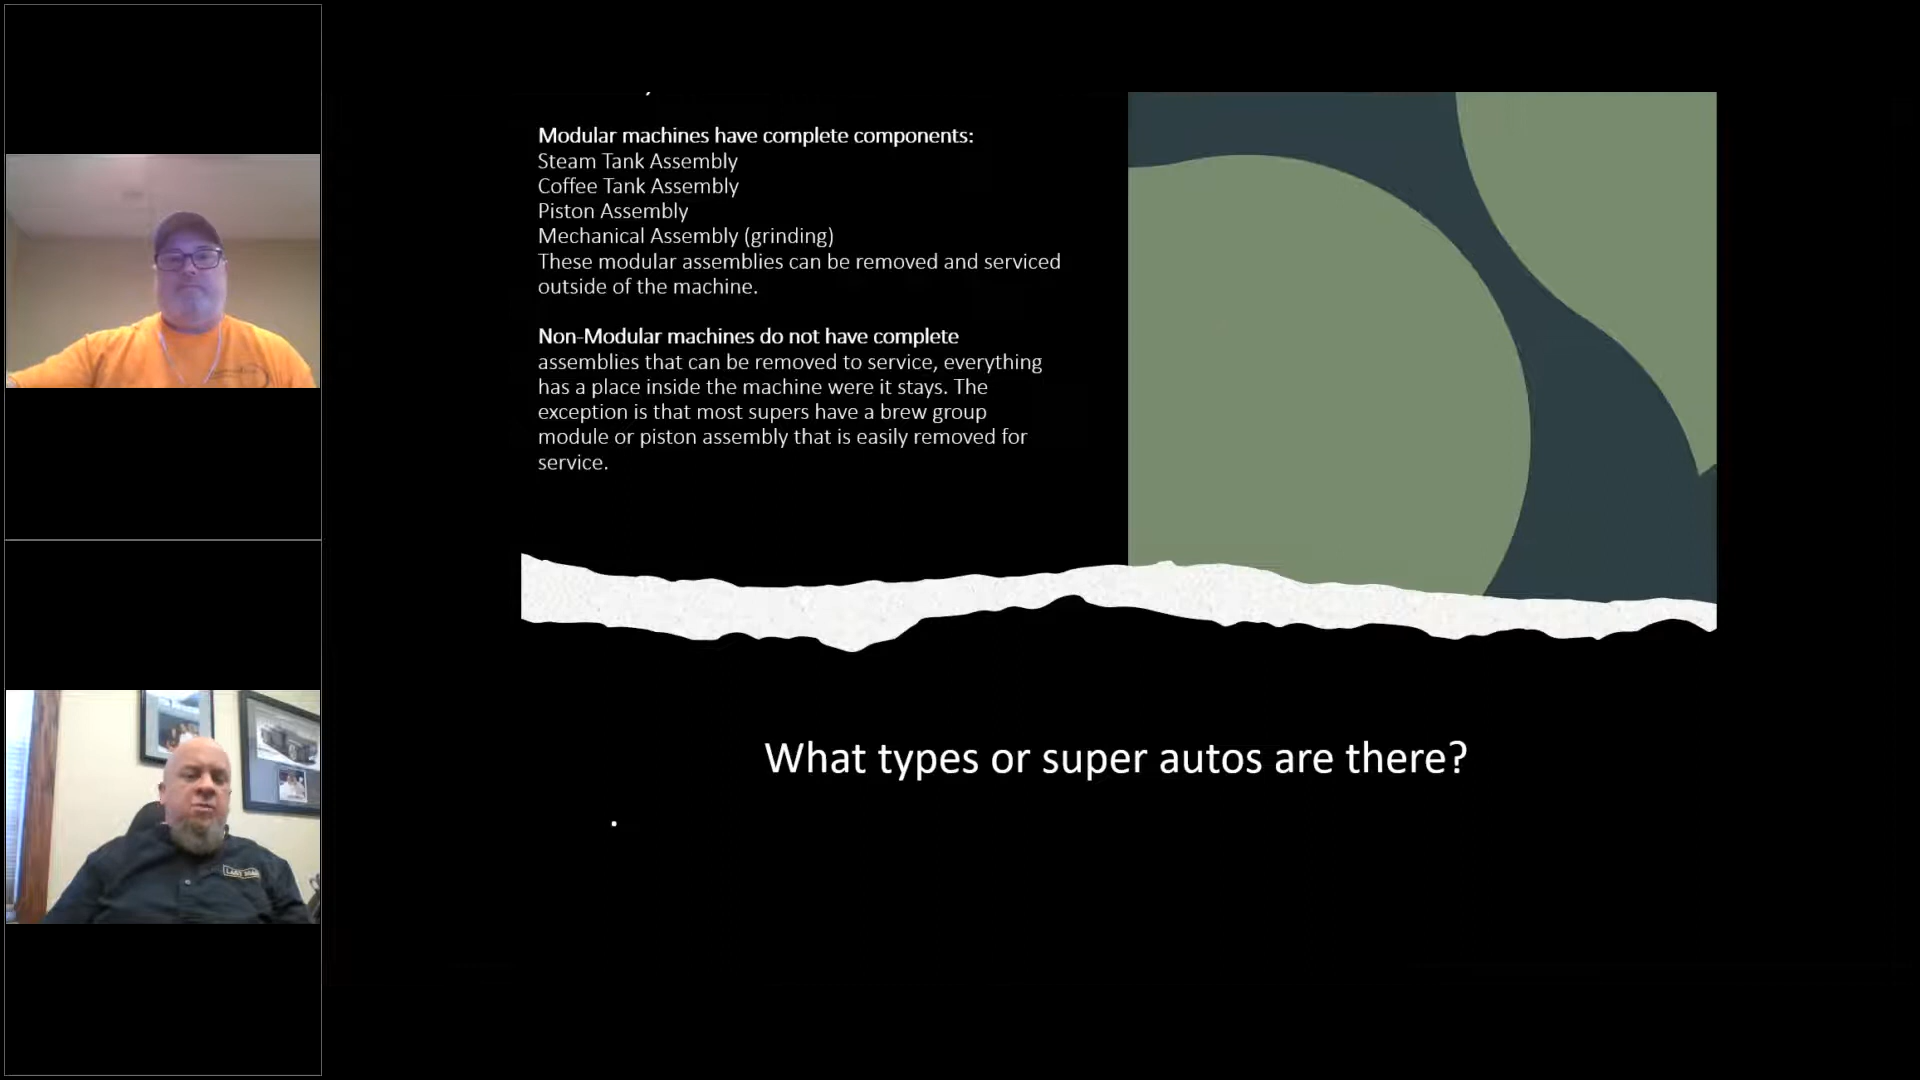 Modular machines have complete components:
Steam Tank Assembly
Coffee Tank Assembly
Piston Assembly
Mechanical Assembly (grinding)
These modular assemblies can be removed and serviced
outside of the machine.
Non-Modular machines do not have complete
assemblies that can be removed to service, everything
has a place inside the machine were it stays. The
exception is that most supers have a brew group
module or piston assembly that is easily removed for
service.
What types or super autos are there?
.